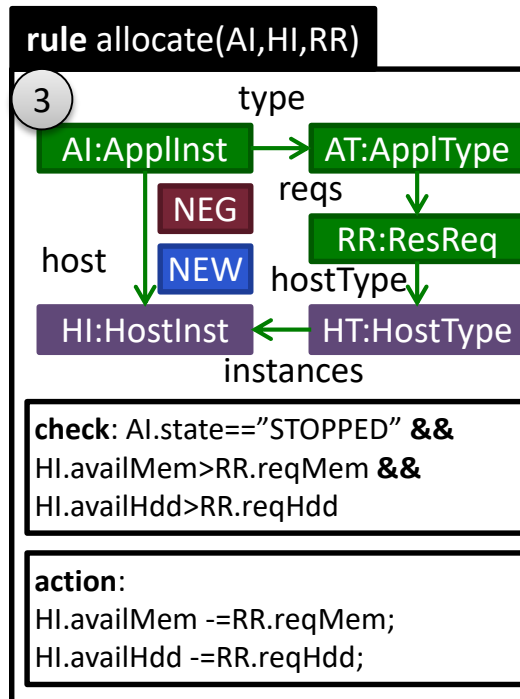 rule allocate(AI,HI,RR)
3
type
AI:ApplInst
AT:ApplType
reqs
NEG
RR:ResReq
NEW
host
hostType
HI:HostInst
HT:HostType
instances
check: AI.state==”STOPPED” &&
HI.availMem>RR.reqMem &&
HI.availHdd>RR.reqHdd
action:
HI.availMem -=RR.reqMem;
HI.availHdd -=RR.reqHdd;